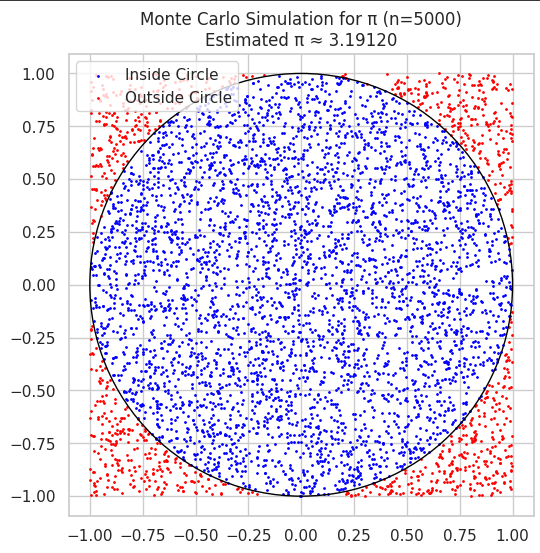 Monte Carlo Simulation for π (n=5000)
Estimated π ≈ 3.19120
Inside Circle
Outside Circle
1.00
0.75
0.50
0.25
0.00
−0.25
−0.50
−0.75
−1.00
−1.00 −0.75 −0.50 −0.25 0.00 0.25 0.50 0.75 1.00